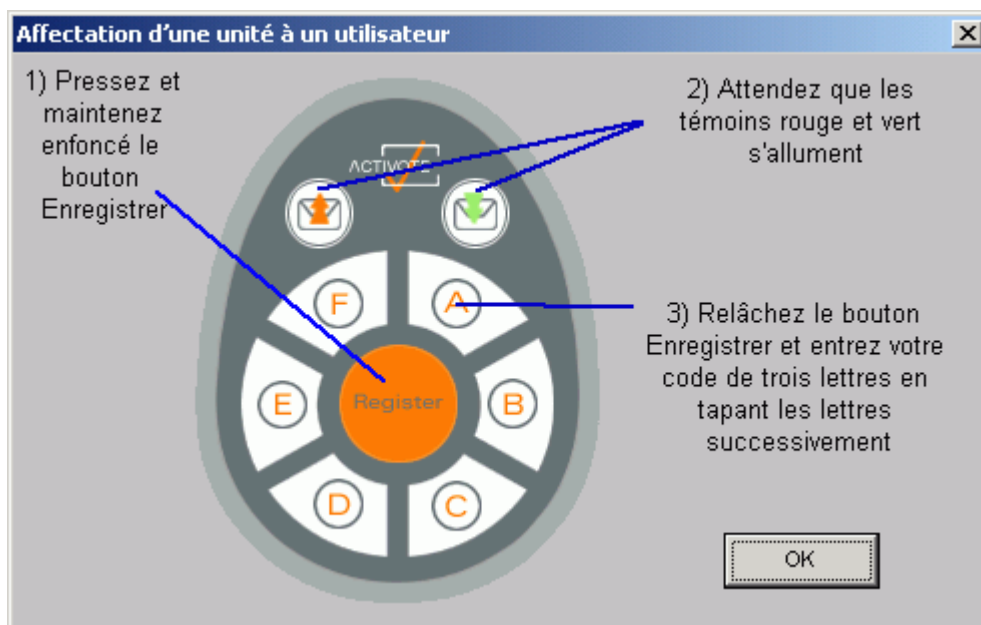 Affectation d'une unité à un utilisateur
1) Pressez et
maintenez
enfoncé le
bouton
Enregistrer
2) Attendez que les
témoins rouge et vert
s'allument
ACTIVOTE
F
A
E
Register
B
D
C
3) Relâchez le bouton
Enregistrer et entrez votre
code de trois lettres en
tapant les lettres
successivement
OK